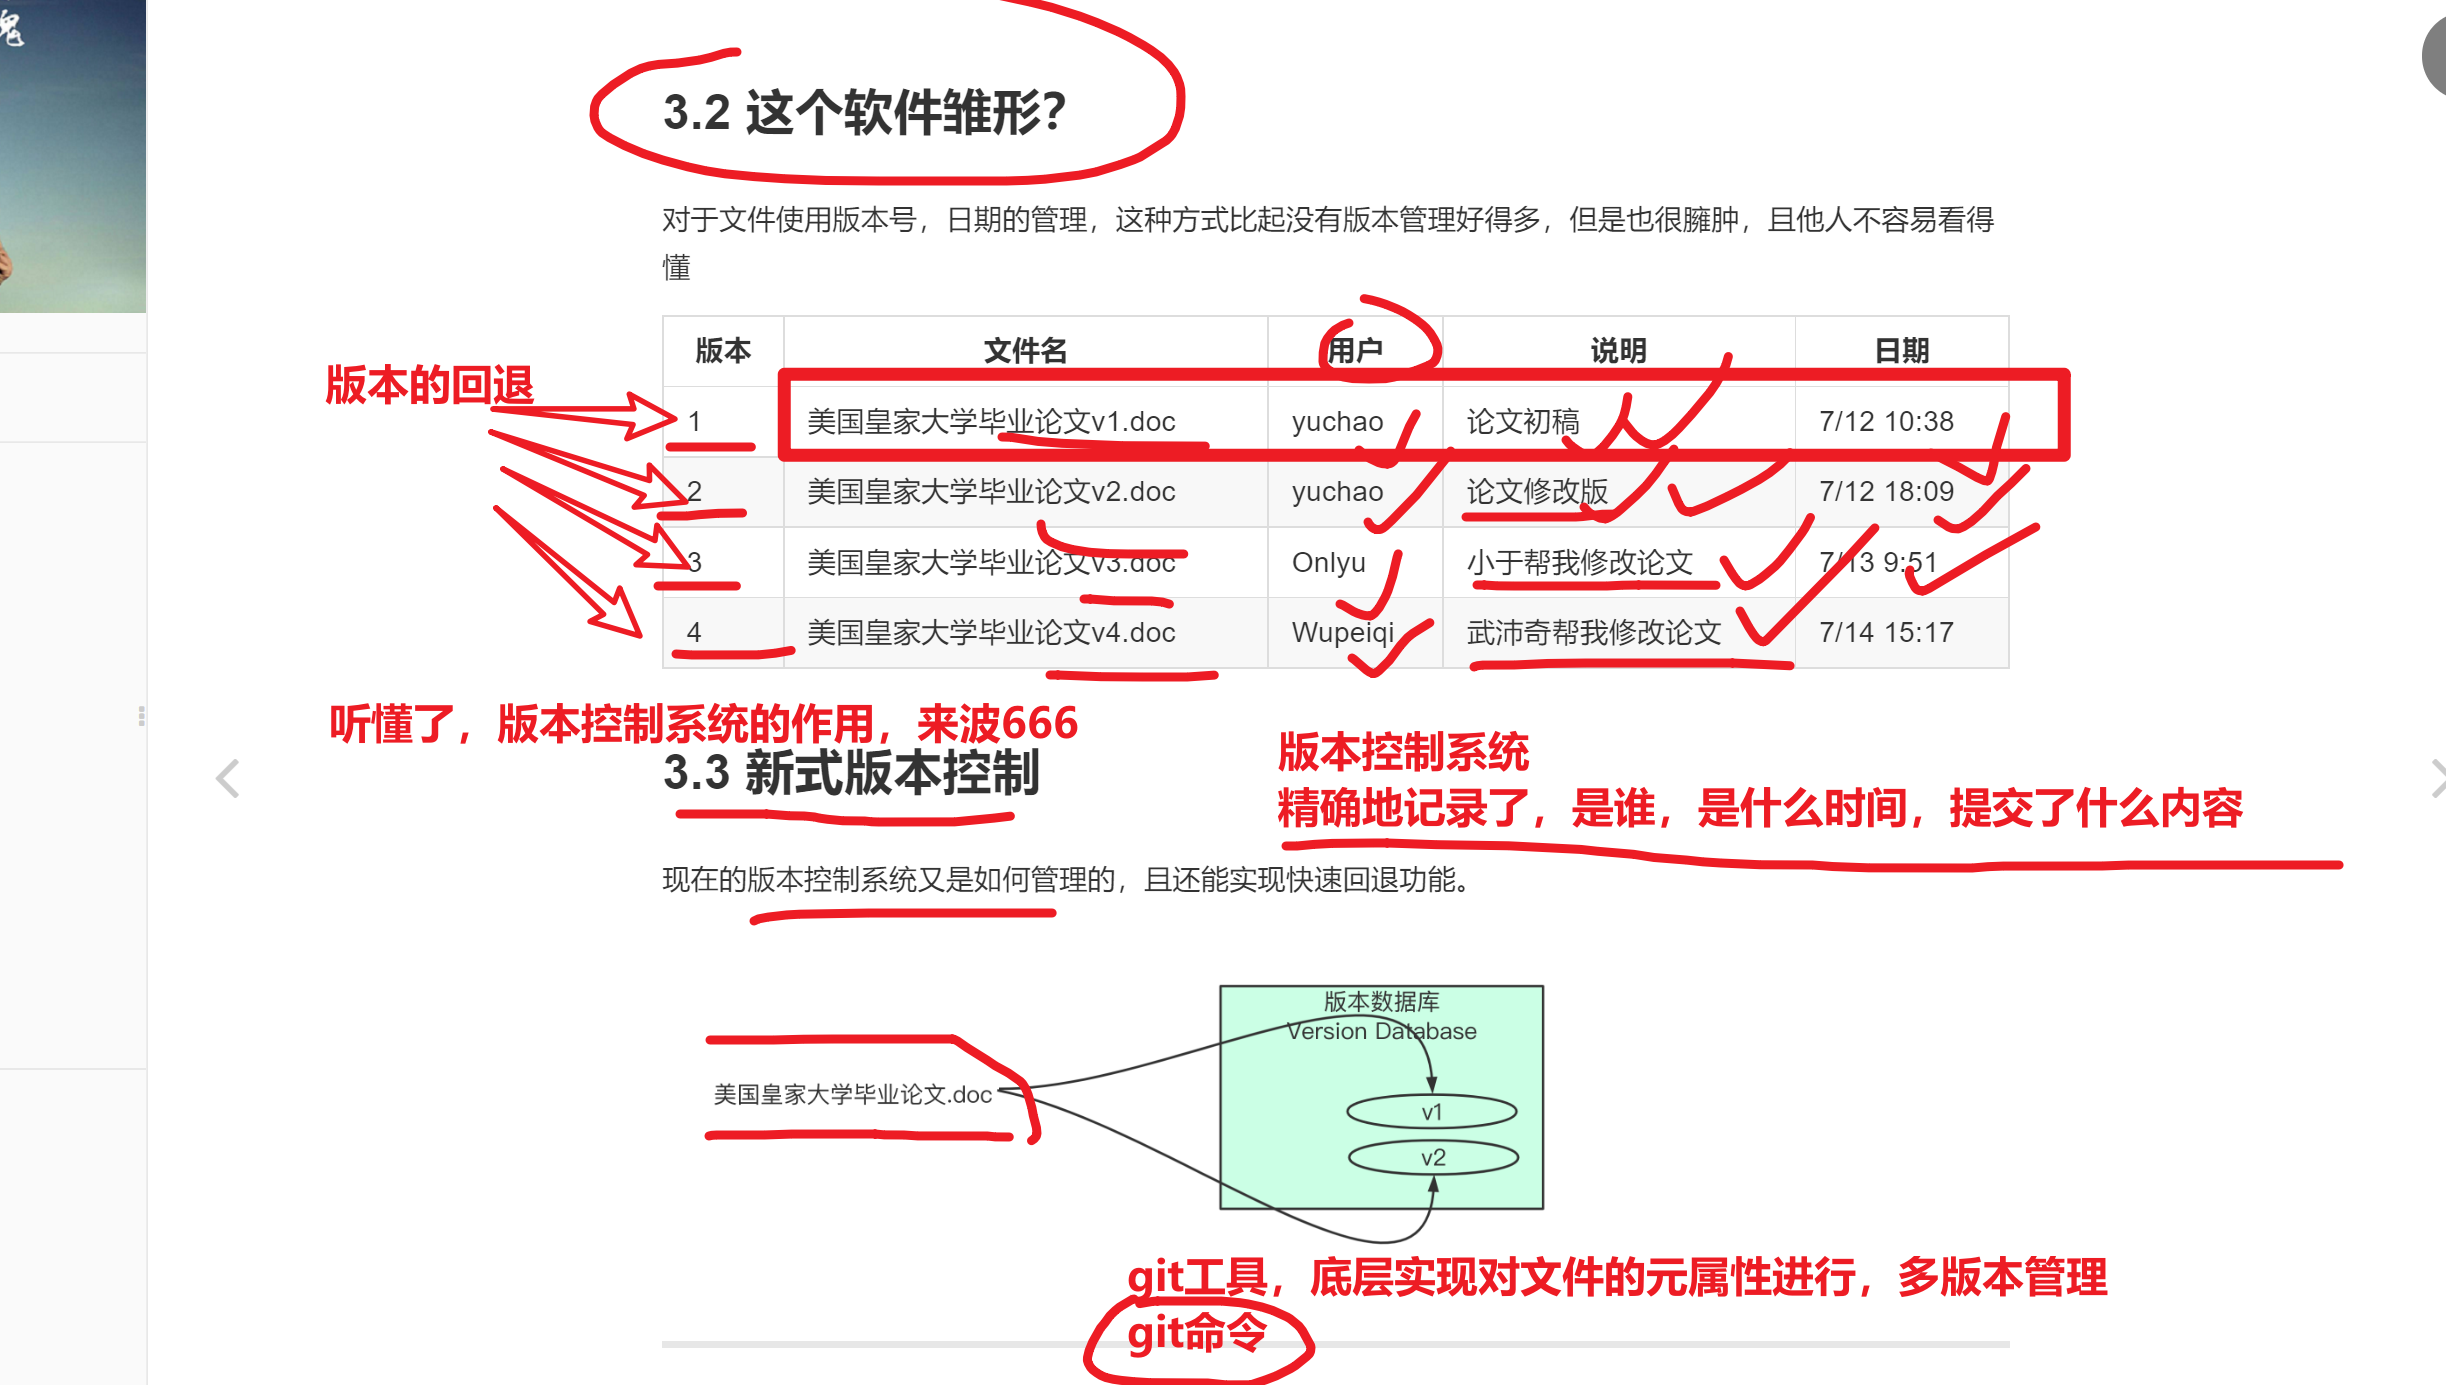 魂
3.2 这个软件雏形？
对于文件使用版本号，日期的管理，这种方式比起没有版本管理好得多，但是也很臃肿，且他人不容易看得
懂
版本 文件名 用户 说明 日期
版本的回退
1 美国皇家大学毕业论文v1.doc yuchao 论文初稿 7/12 10:38
2 美国皇家大学毕业论文v2.doc yuchao 论文修改版 7/12 18:09
3 美国皇家大学毕业论文v3.doc Onlyu 小于帮我修改论文 7/13 9:51
4 美国皇家大学毕业论文v4.doc Wupeiqi 武沛奇帮我修改论文 7/14 15:17
听懂了，版本控制系统的作用，来波666
3.3 新式版本控制
版本控制系统
精确地记录了，是谁，是什么时间，提交了什么内容
现在的版本控制系统又是如何管理的，且还能实现快速回退功能。
版本数据库
Version Database
美国皇家大学毕业论文.doc
v1
v2
git工具，底层实现对文件的元属性进行，多版本管理
git命令